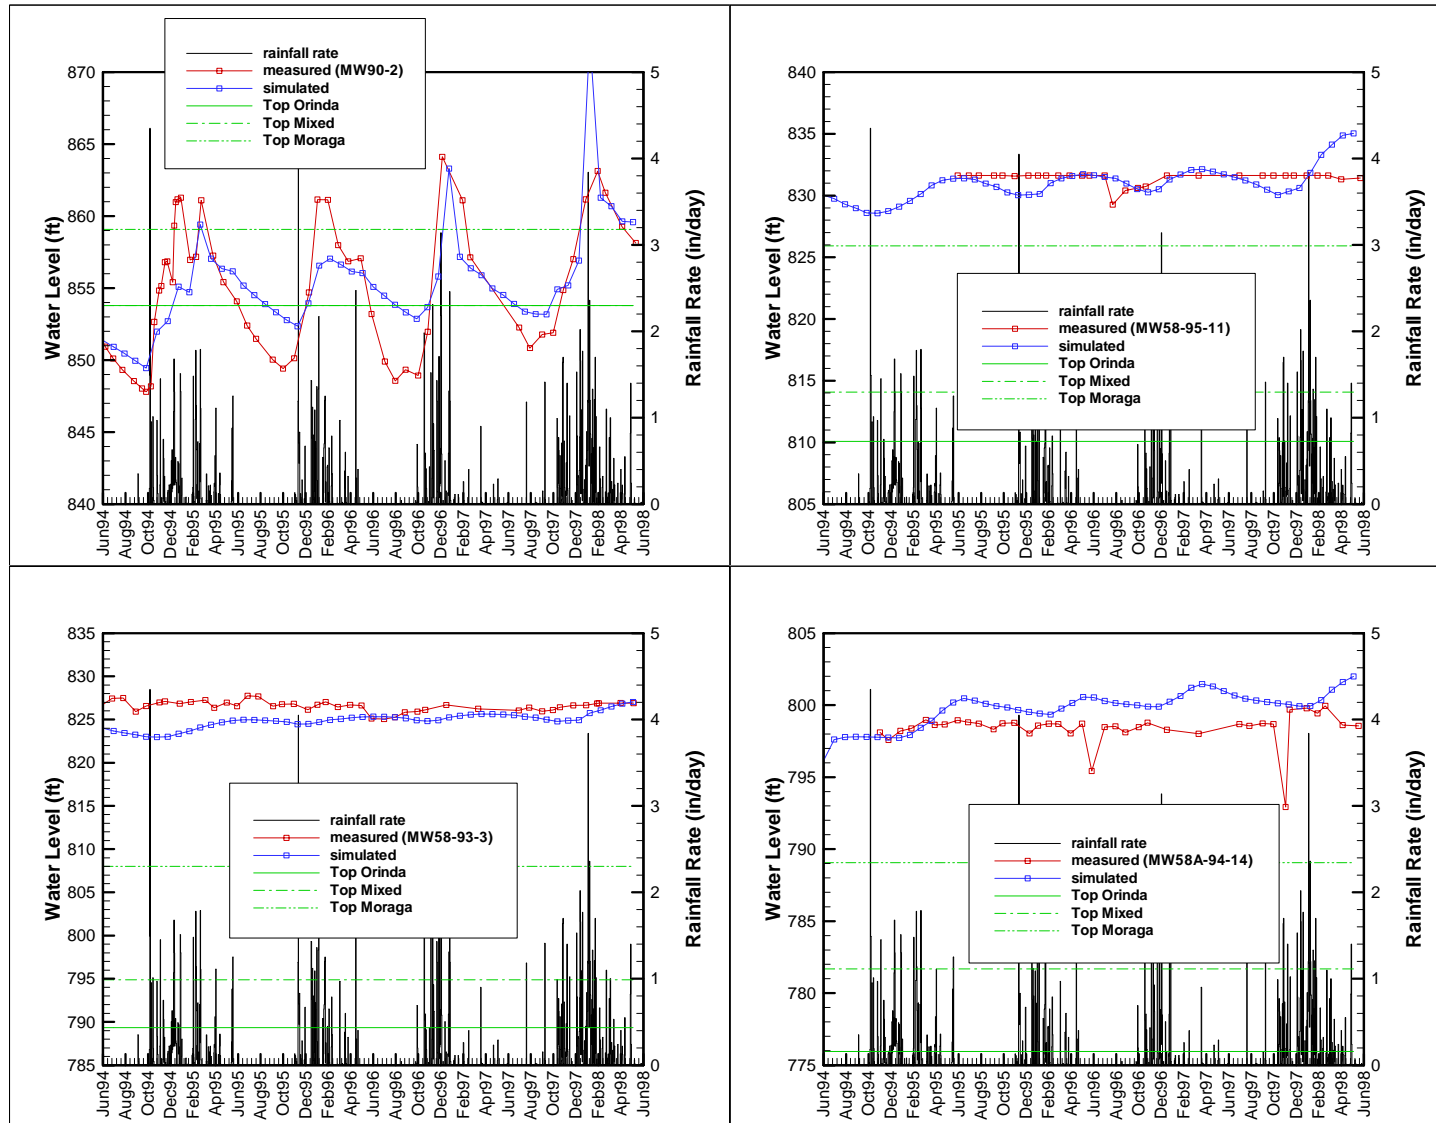 rainfall rate
measured (MW90-2)
simulated
Top Orinda
Top Mixed
Top Moraga
Water Level (ft)
870
865
860
855
850
845
840
Rainfall Rate (in/day)
5
4
3
2
1
0
Jun94 Aug94 Oct94 Dec94 Feb95 Apr95 Jun95 Aug95 Oct95 Dec95 Feb96 Apr96 Jun96 Aug96 Oct96 Dec96 Feb97 Apr97 Jun97 Aug97 Oct97 Dec97 Feb98 Apr98 Jun98
Water Level (ft)
840
835
830
825
820
815
810
805
rainfall rate
measured (MW58-95-11)
simulated
Top Orinda
Top Mixed
Top Moraga
Rainfall Rate (in/day)
5
4
3
2
1
0
Jun94 Aug94 Oct94 Dec94 Feb95 Apr95 Jun95 Aug95 Oct95 Dec95 Feb96 Apr96 Jun96 Aug96 Oct96 Dec96 Feb97 Apr97 Jun97 Aug97 Oct97 Dec97 Feb98 Apr98 Jun98
Water Level (ft)
835
830
825
820
815
810
805
800
795
790
785
rainfall rate
measured (MW58-93-3)
simulated
Top Orinda
Top Mixed
Top Moraga
Rainfall Rate (in/day)
5
4
3
2
1
0
Jun94 Aug94 Oct94 Dec94 Feb95 Apr95 Jun95 Aug95 Oct95 Dec95 Feb96 Apr96 Jun96 Aug96 Oct96 Dec96 Feb97 Apr97 Jun97 Aug97 Oct97 Dec97 Feb98 Apr98 Jun98
Water Level (ft)
805
800
795
790
785
780
775
rainfall rate
measured (MW58A-94-14)
simulated
Top Orinda
Top Mixed
Top Moraga
Rainfall Rate (in/day)
5
4
3
2
1
0
Jun94 Aug94 Oct94 Dec94 Feb95 Apr95 Jun95 Aug95 Oct95 Dec95 Feb96 Apr96 Jun96 Aug96 Oct96 Dec96 Feb97 Apr97 Jun97 Aug97 Oct97 Dec97 Feb98 Apr98 Jun98